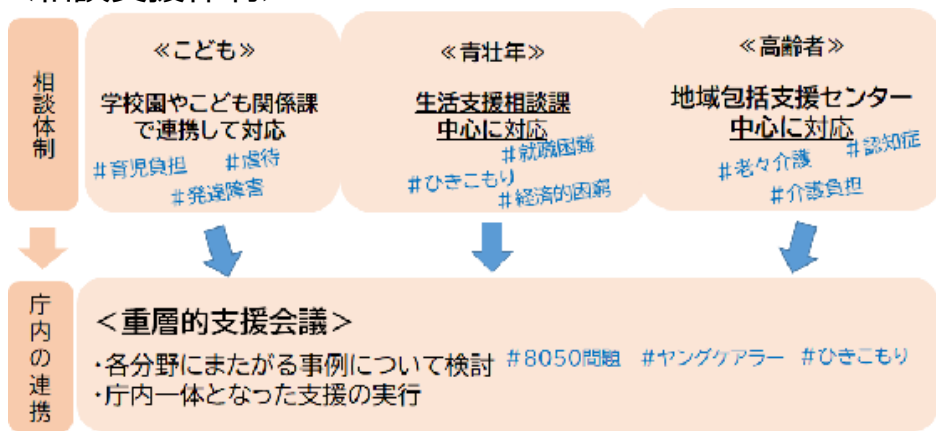 相談体制
≪こども≫
学校園やこども関係課
で連携して対応
#育児負担 #虐待
#発達障害
≪青壮年≫
生活支援相談課
中心に対応
#就職困難
#ひきこもり
#経済的困窮
≪高齢者≫
地域包括支援センター
中心に対応
#認知症
#老々介護
#介護負担
庁内の連携
＜重層的支援会議＞
・各分野にまたがる事例について検討
#8050問題 #ヤングケアラー #ひきこもり
・庁内一体となった支援の実行